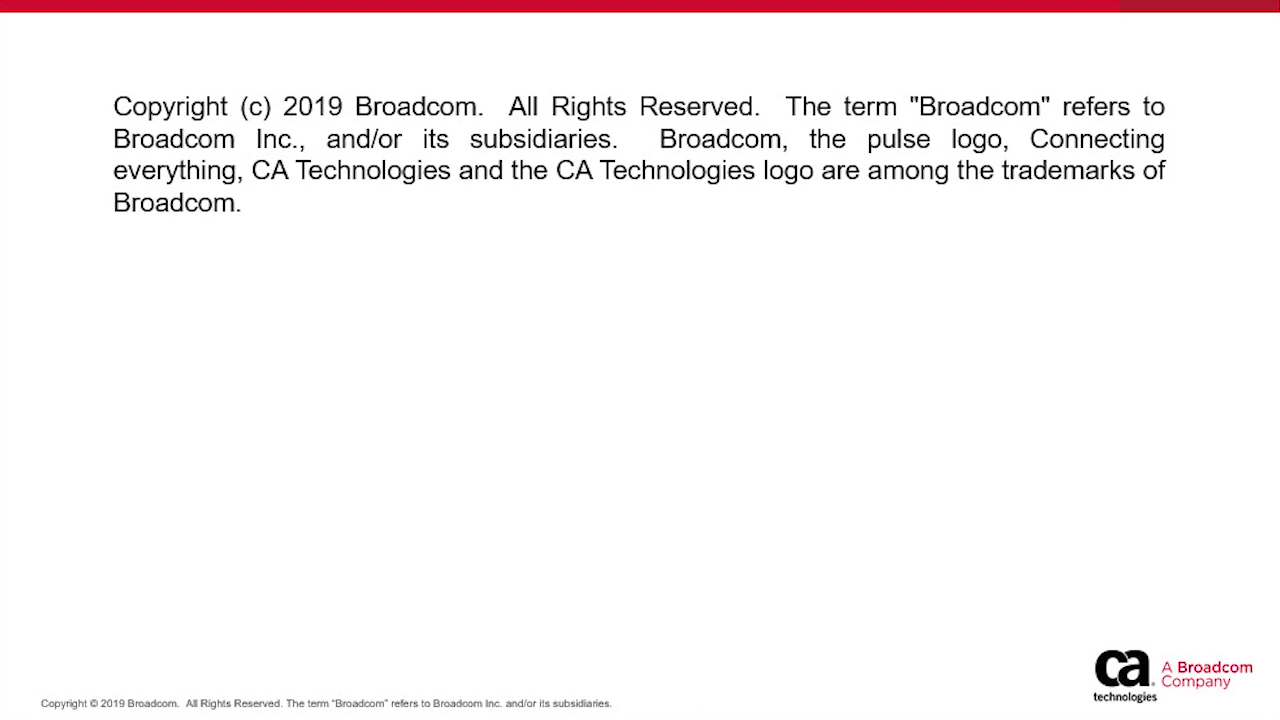 Copyright (c) 2019 Broadcom.  All Rights Reserved.  The term "Broadcom" refers to
Broadcom Inc., and/or its subsidiaries.  Broadcom, the pulse logo, Connecting
everything, CA Technologies and the CA Technologies logo are among the trademarks of
Broadcom.
ca
technologies
A Broadcom
Company
Copyright © 2019 Broadcom.  All Rights Reserved. The term “Broadcom” refers to Broadcom Inc. and/or its subsidiaries.